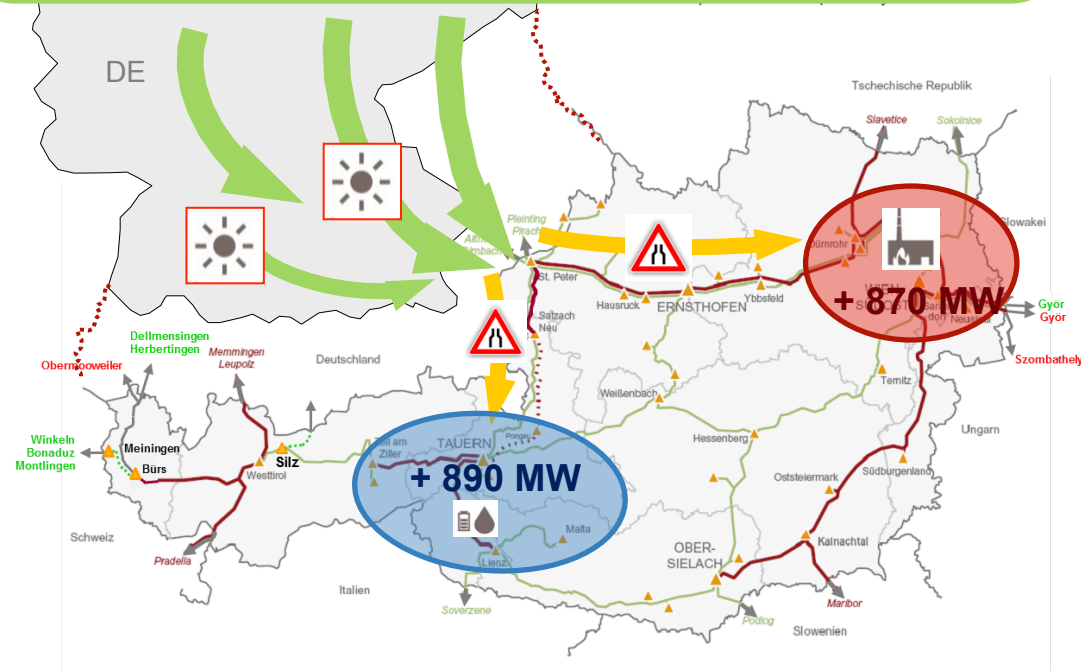 DE
Tschechische Republik
Slavetice
Sokolnice
Slowakei
Pleinting
Pirach
St. Peter
Dürnrohr
+ 870 MW
Hausruck
ERNSTHOFEN
Ybbsfeld
Györ
Györ
Szombathely
Salzach
Neu
Dellmensingen
Herbertingen
Memmingen
Leupolz
Deutschland
Obermooweiler
Weißenbach
Ternitz
Ungarn
Winkeln
Bonaduz
Montlingen
Meiningen
Bürs
Silz
Westtirol
Zell am
Ziller
TAUERN
+ 890 MW
Hessenberg
Oststeiermark
Südburgenland
Schweiz
Pradella
Italien
Malta
Lienz
Soverzene
OBER-
SIELACH
Kainachtal
Maribor
Podlog
Slowenien